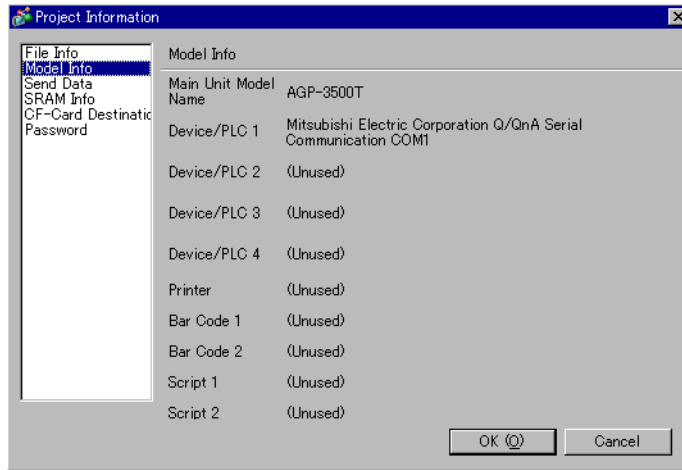 Project Information
File Info
Model Info
Send Data
SRAM Info
CF-Card Destinatic
Password
Model Info
Main Unit Model
Name
AGP-3500T
Device/PLC 1
Mitsubishi Electric Corporation Q/QnA Serial
Communication COM1
Device/PLC 2 (Unused)
Device/PLC 3 (Unused)
Device/PLC 4 (Unused)
Printer (Unused)
Bar Code 1 (Unused)
Bar Code 2 (Unused)
Script 1 (Unused)
Script 2 (Unused)
OK (O) Cancel